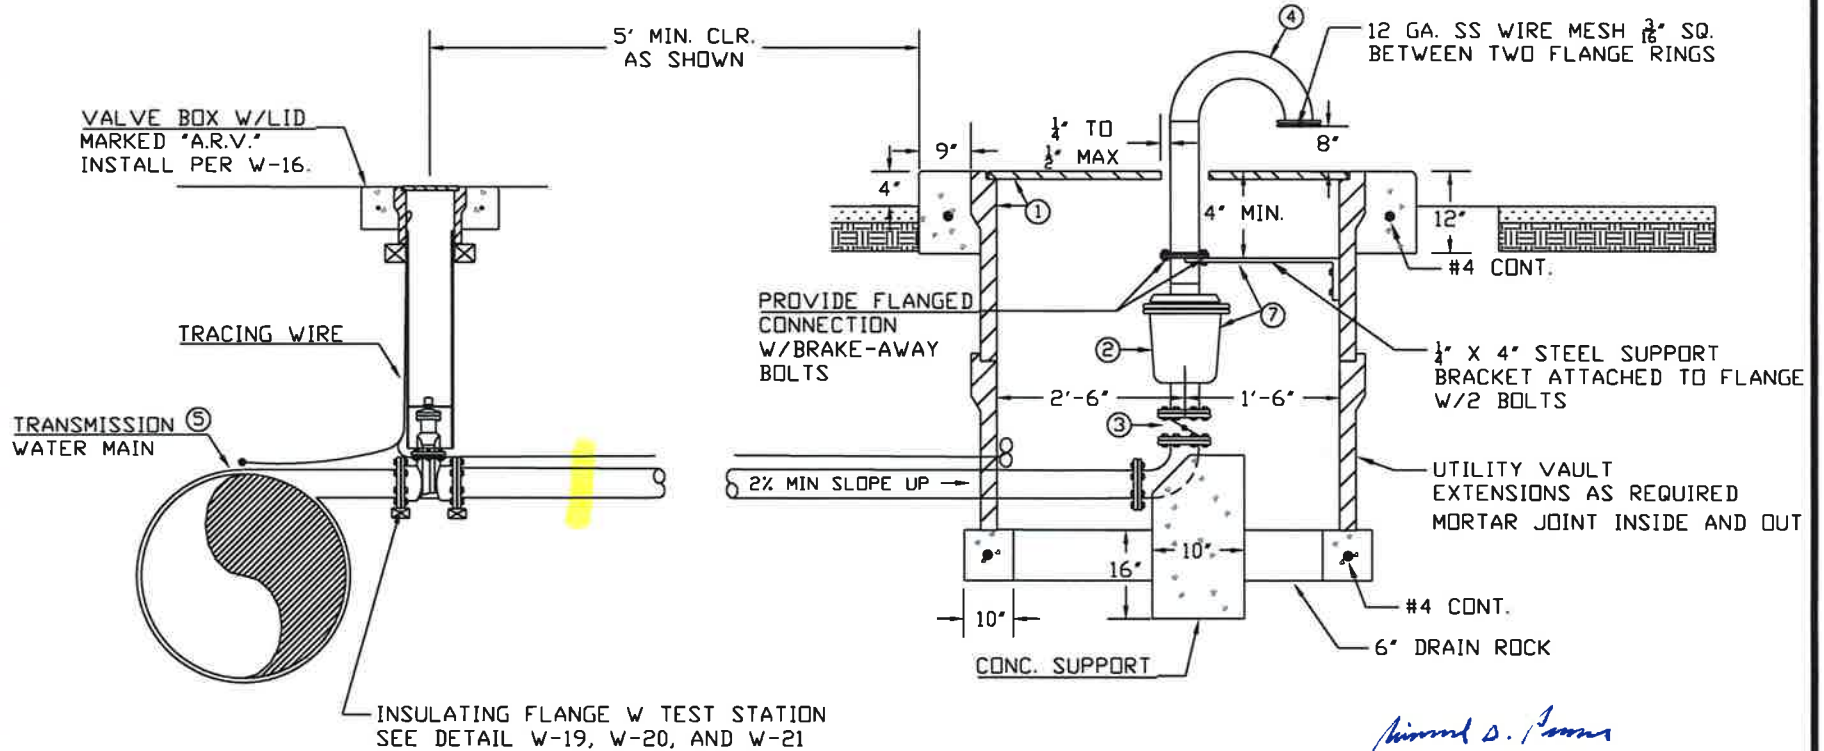 5' MIN. CLR.
AS SHOWN
4
12 GA. SS WIRE MESH 3/16" SQ.
BETWEEN TWO FLANGE RINGS
VALVE BOX W/LID
MARKED "A.R.V."
INSTALL PER W-16.
9"
1/4" TO
1/2" MAX
8"
4"
1
4" MIN.
12"
#4 CONT.
PROVIDE FLANGED
CONNECTION
W/BRAKE-AWAY
BOLTS
7
TRACING WIRE
2
1/4" X 4" STEEL SUPPORT
BRACKET ATTACHED TO FLANGE
W/2 BOLTS
2'-6"
1'-6"
3
TRANSMISSION 5
WATER MAIN
2% MIN SLOPE UP
UTILITY VAULT
EXTENSIONS AS REQUIRED
MORTAR JOINT INSIDE AND OUT
10"
16"
10"
#4 CONT.
6" DRAIN ROCK
CONC. SUPPORT
INSULATING FLANGE W TEST STATION
SEE DETAIL W-19, W-20, AND W-21